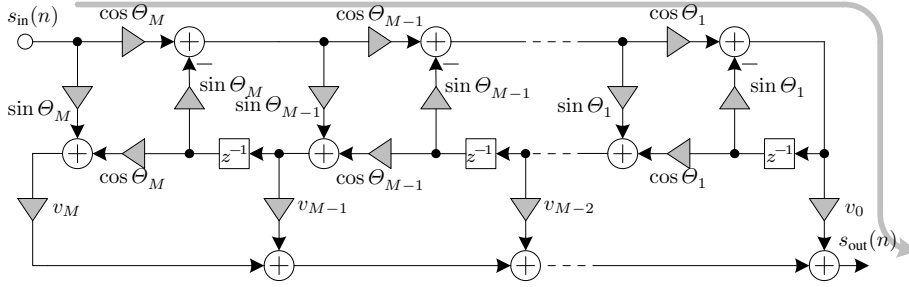 s_in(n) cos Θ_M cos Θ_{M−1} cos Θ_1
− − −
sin Θ_M sin Θ_M sin Θ_{M−1} sin Θ_{M−1} sin Θ_1 sin Θ_1
z^{−1} z^{−1} z^{−1}
cos Θ_M cos Θ_{M−1} cos Θ_1
v_M v_{M−1} v_{M−2} v_0
s_out(n)